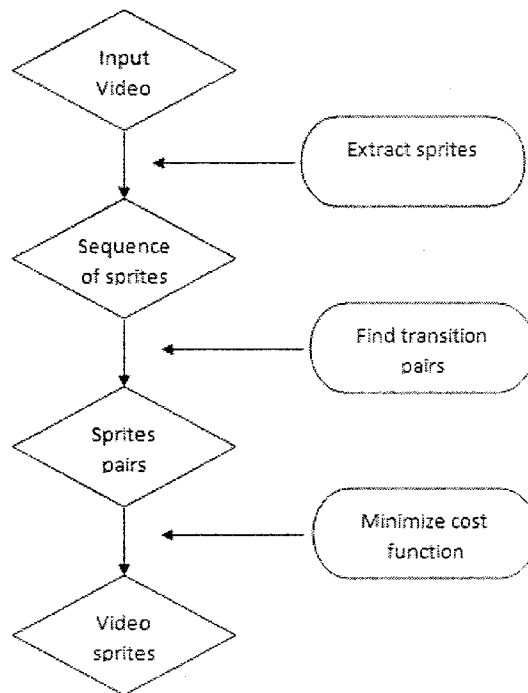 Input
Video
Extract sprites
Sequence
of sprites
Find transition
pairs
Sprites
pairs
Minimize cost
function
Video
sprites